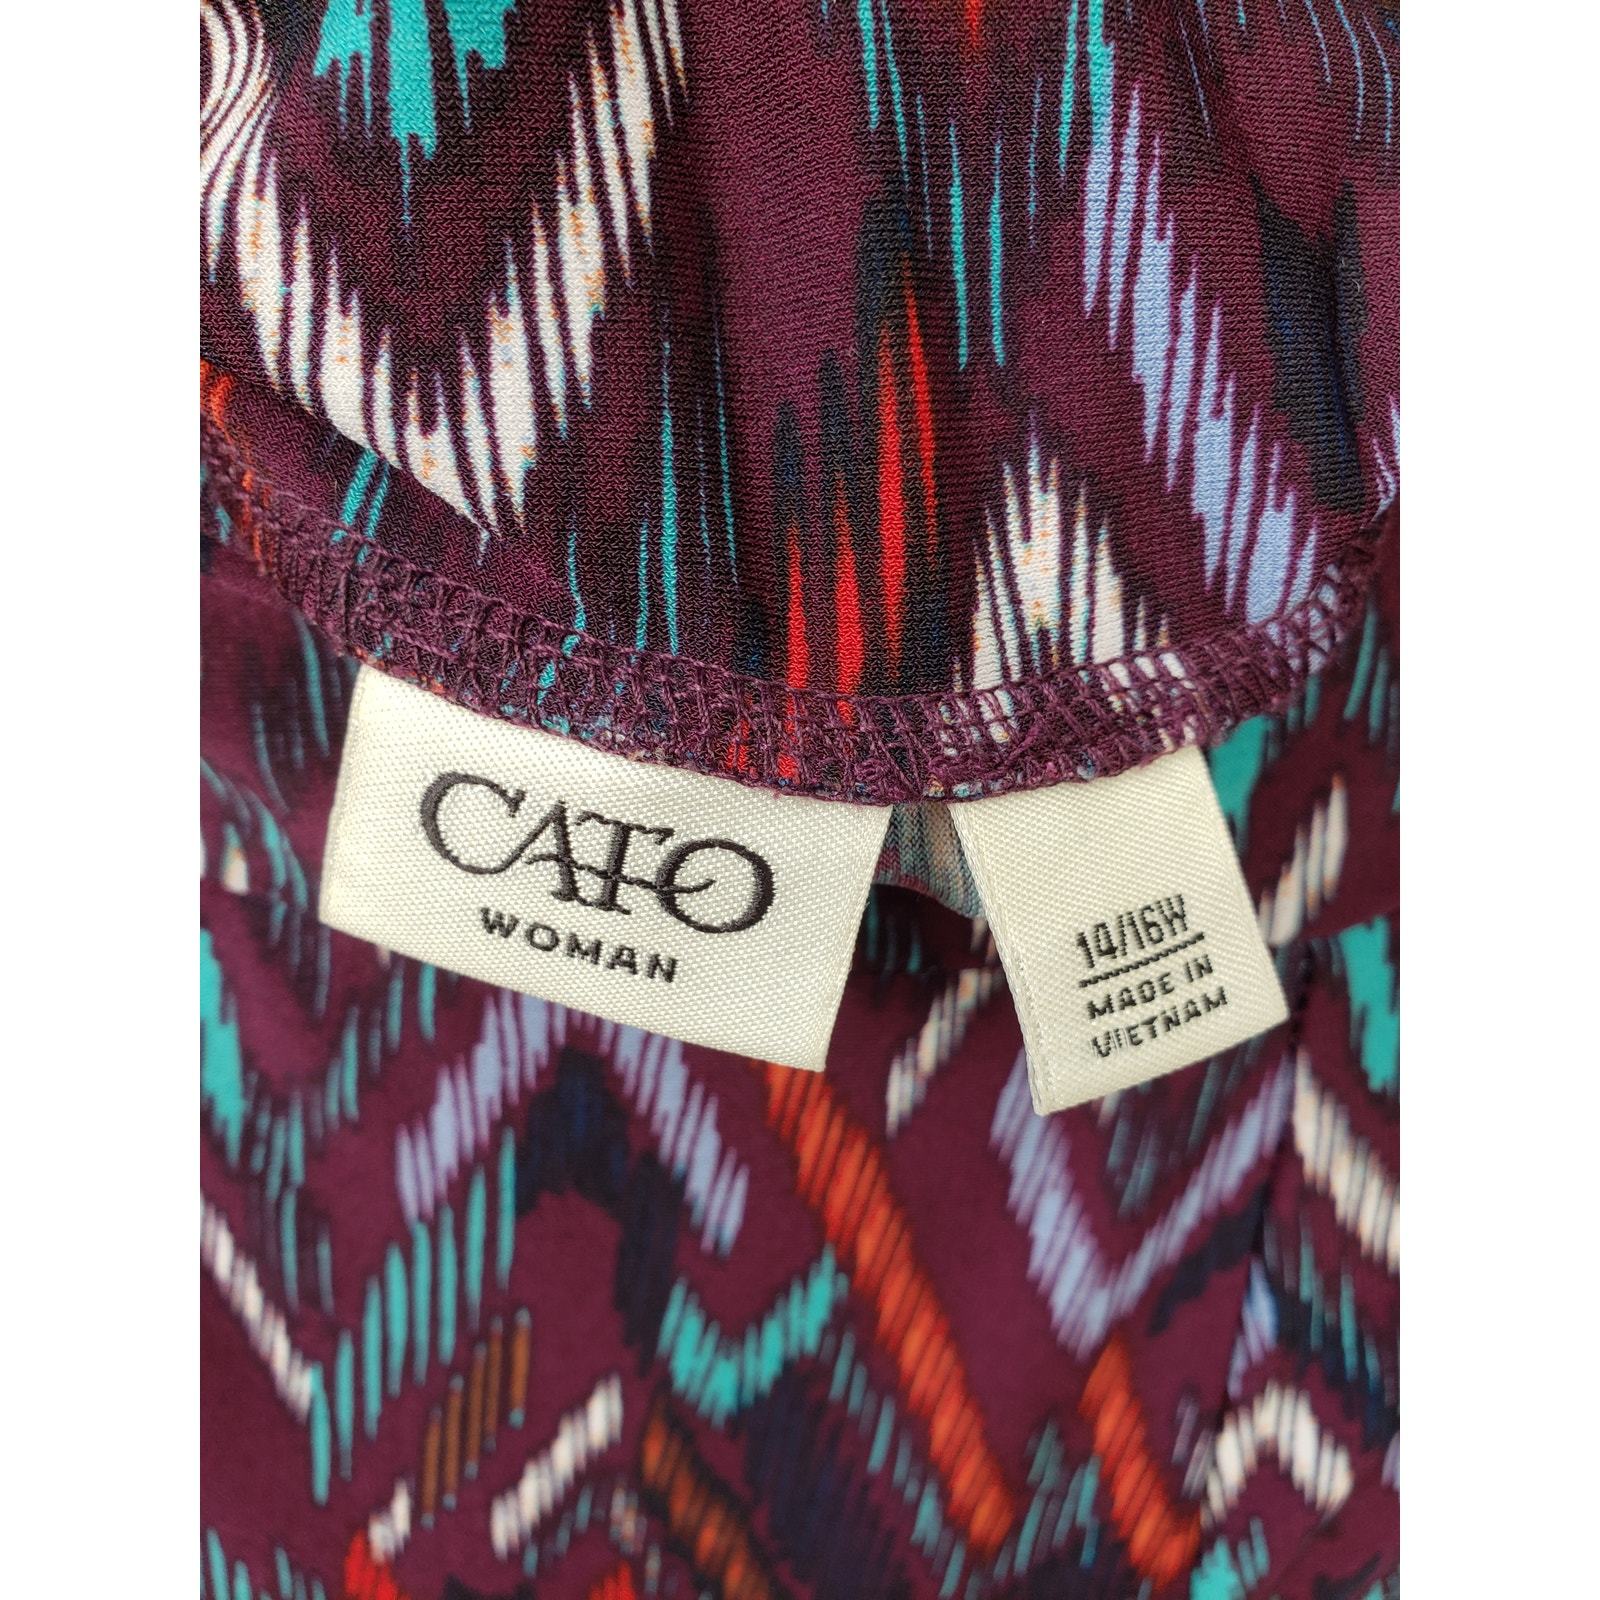 CATO
WOMAN
14/16W
MADE IN
VIETNAM